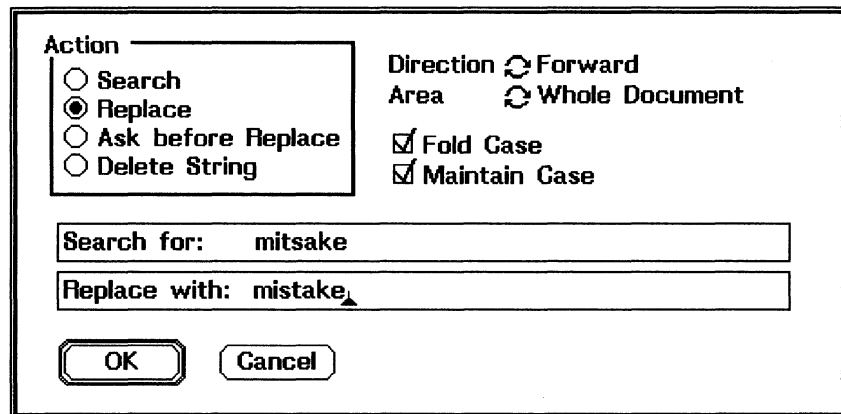 Action
Search
Replace
Ask before Replace
Delete String
Direction Forward
Area Whole Document
Fold Case
Maintain Case
Search for: mitsake
Replace with: mistake
OK Cancel